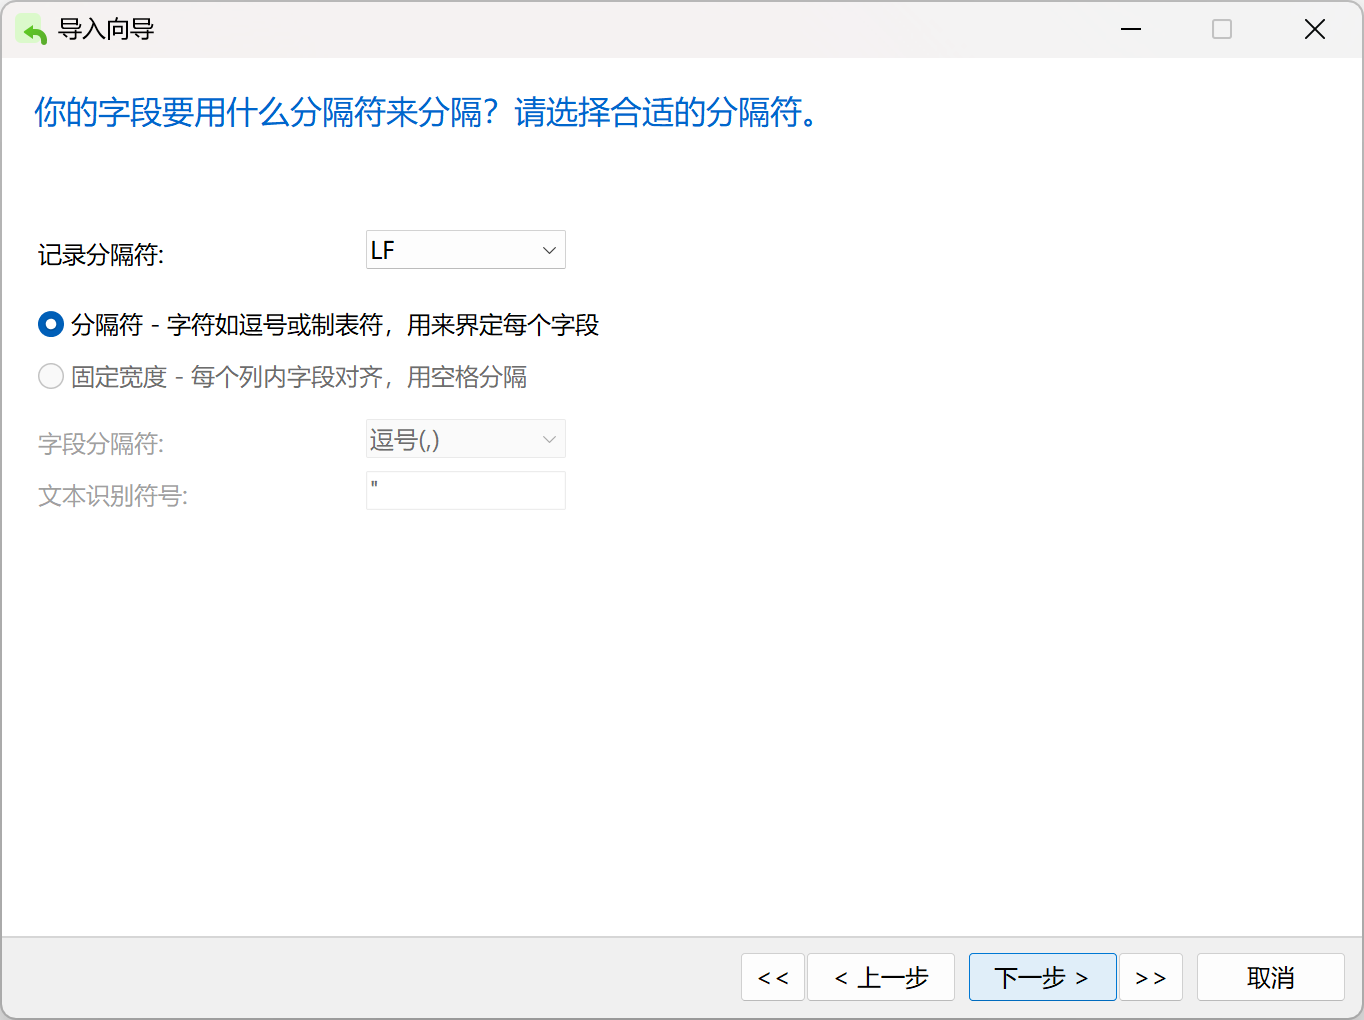 导入向导
你的字段要用什么分隔符来分隔？请选择合适的分隔符。
记录分隔符:
LF
分隔符 - 字符如逗号或制表符，用来界定每个字段
固定宽度 - 每个列内字段对齐，用空格分隔
字段分隔符:
逗号(,)
文本识别符号:
"
<<
< 上一步
下一步 >
>>
取消